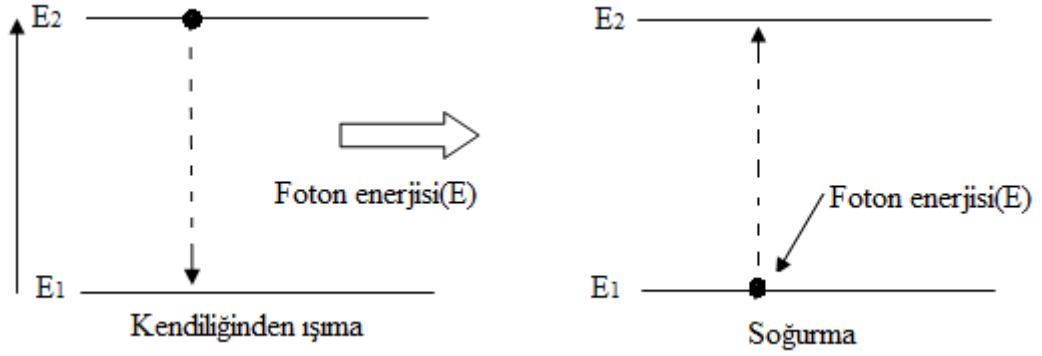 E2
Foton enerjisi(E)
E1
Kendiliğinden ışıma
E2
Foton enerjisi(E)
E1
Soğurma